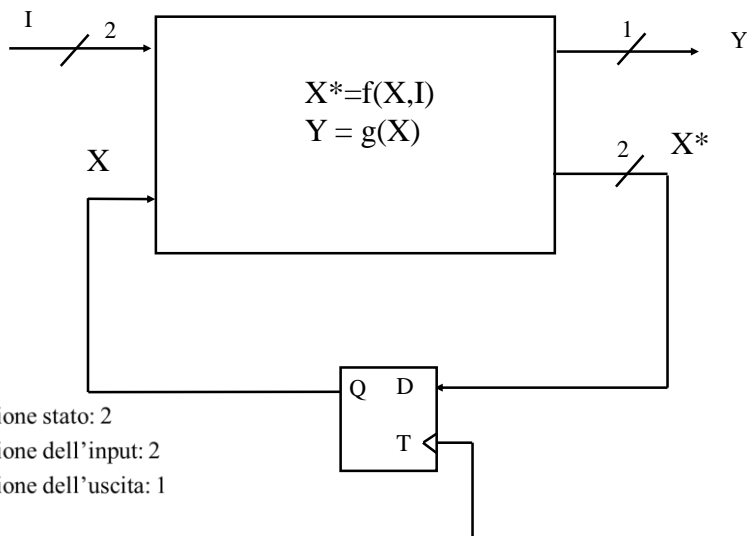 I
2
1
Y
X*=f(X,I)
Y = g(X)
X
2
X*
Q D
T
ione stato: 2
ione dell’input: 2
ione dell’uscita: 1